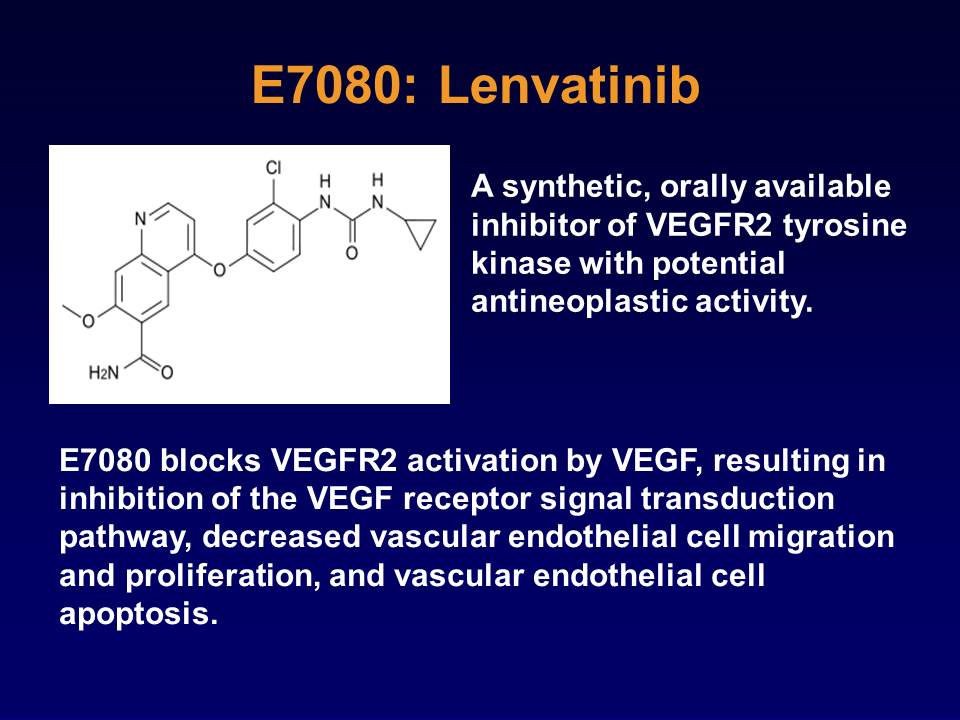 E7080: Lenvatinib
Cl
H
H
N
N
N
O
O
O
H2N
O
A synthetic, orally available
inhibitor of VEGFR2 tyrosine
kinase with potential
antineoplastic activity.
E7080 blocks VEGFR2 activation by VEGF, resulting in
inhibition of the VEGF receptor signal transduction
pathway, decreased vascular endothelial cell migration
and proliferation, and vascular endothelial cell
apoptosis.